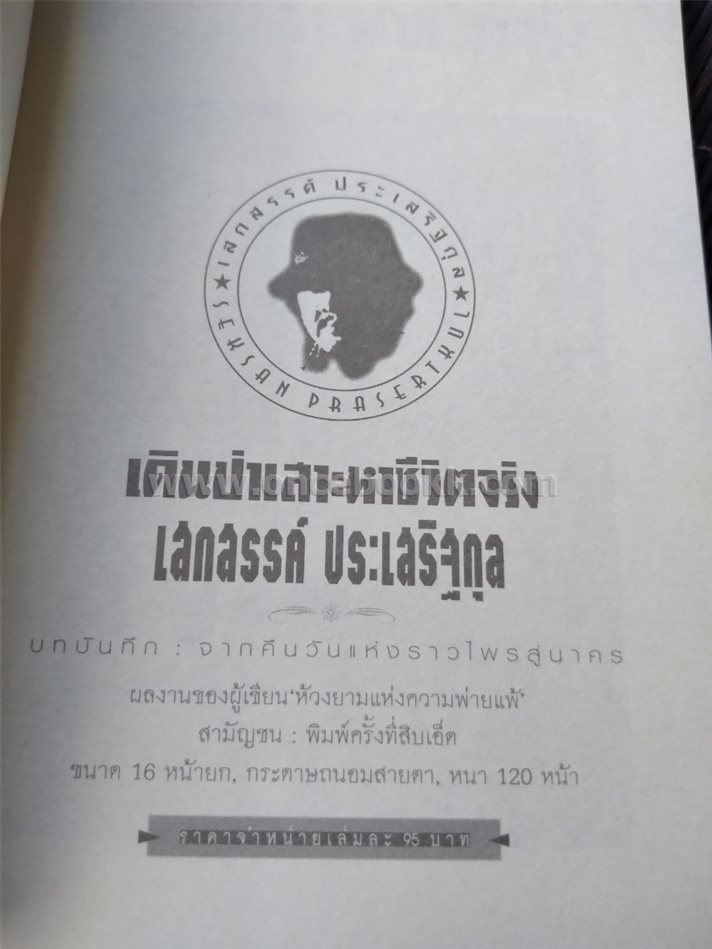 เสกสรรค์ ประเสริฐกุล
SEKSAN PRASERTKUL
เดินป่าเสาะหาชีวิตจริง
www.oncebookk.com
เสกสรรค์ ประเสริฐกุล
บทบันทึก : จากคืนวันแห่งราวไพรสู่นาคร
ผลงานของผู้เขียน‘ห้วงยามแห่งความพ่ายแพ้’
สามัญชน : พิมพ์ครั้งที่สิบเอ็ด
ขนาด 16 หน้ายก, กระดาษถนอมสายตา, หนา 120 หน้า
ราคาจำหน่ายเล่มละ 95 บาท